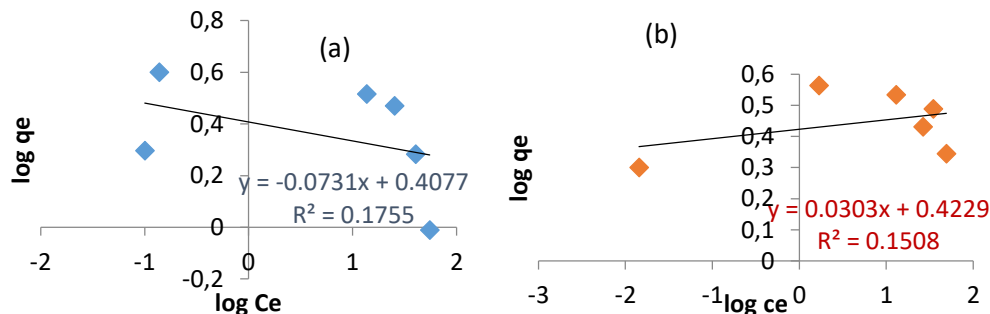 (a)
0,8
0,6
0,4
0,2
0
-0,2
-2
-1
0
1
2
log qe
log Ce
y = -0.0731x + 0.4077
R² = 0.1755
(b)
0,6
0,5
0,4
0,3
0,2
0,1
0
-3
-2
-1
0
1
2
log qe
log ce
y = 0.0303x + 0.4229
R² = 0.1508